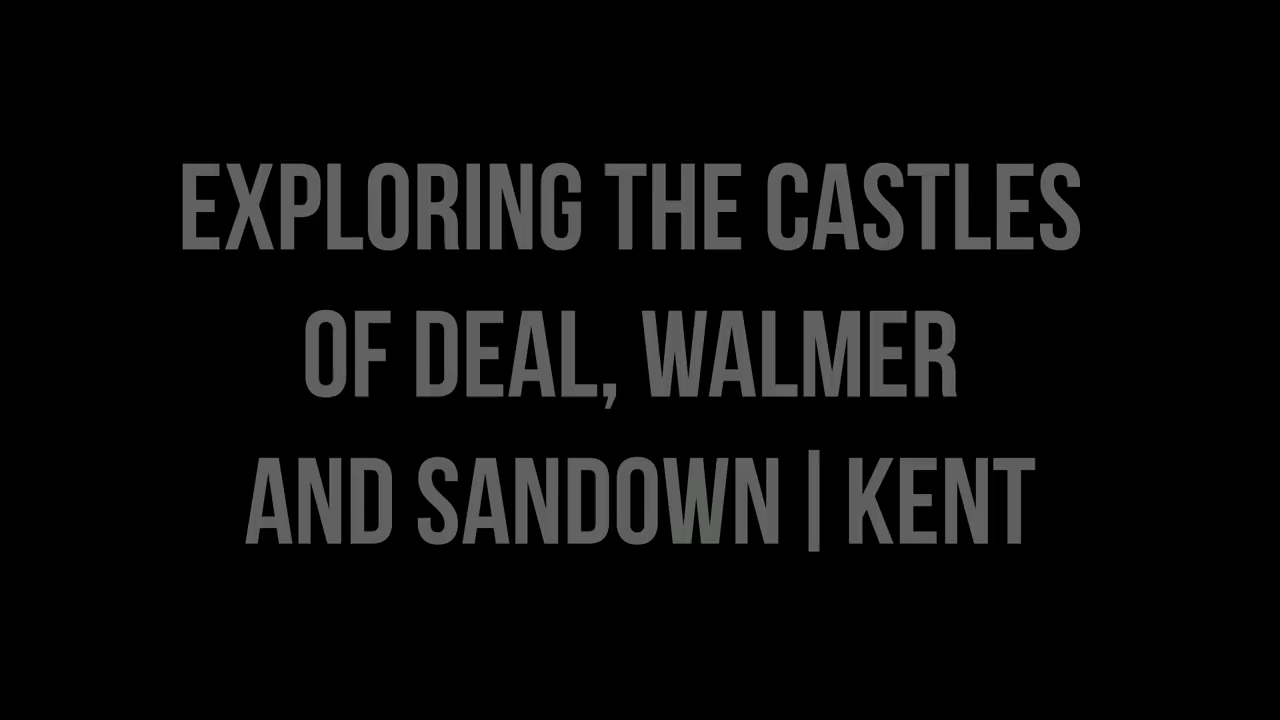 EXPLORING THE CASTLES
OF DEAL, WALMER
AND SANDOWN | KENT